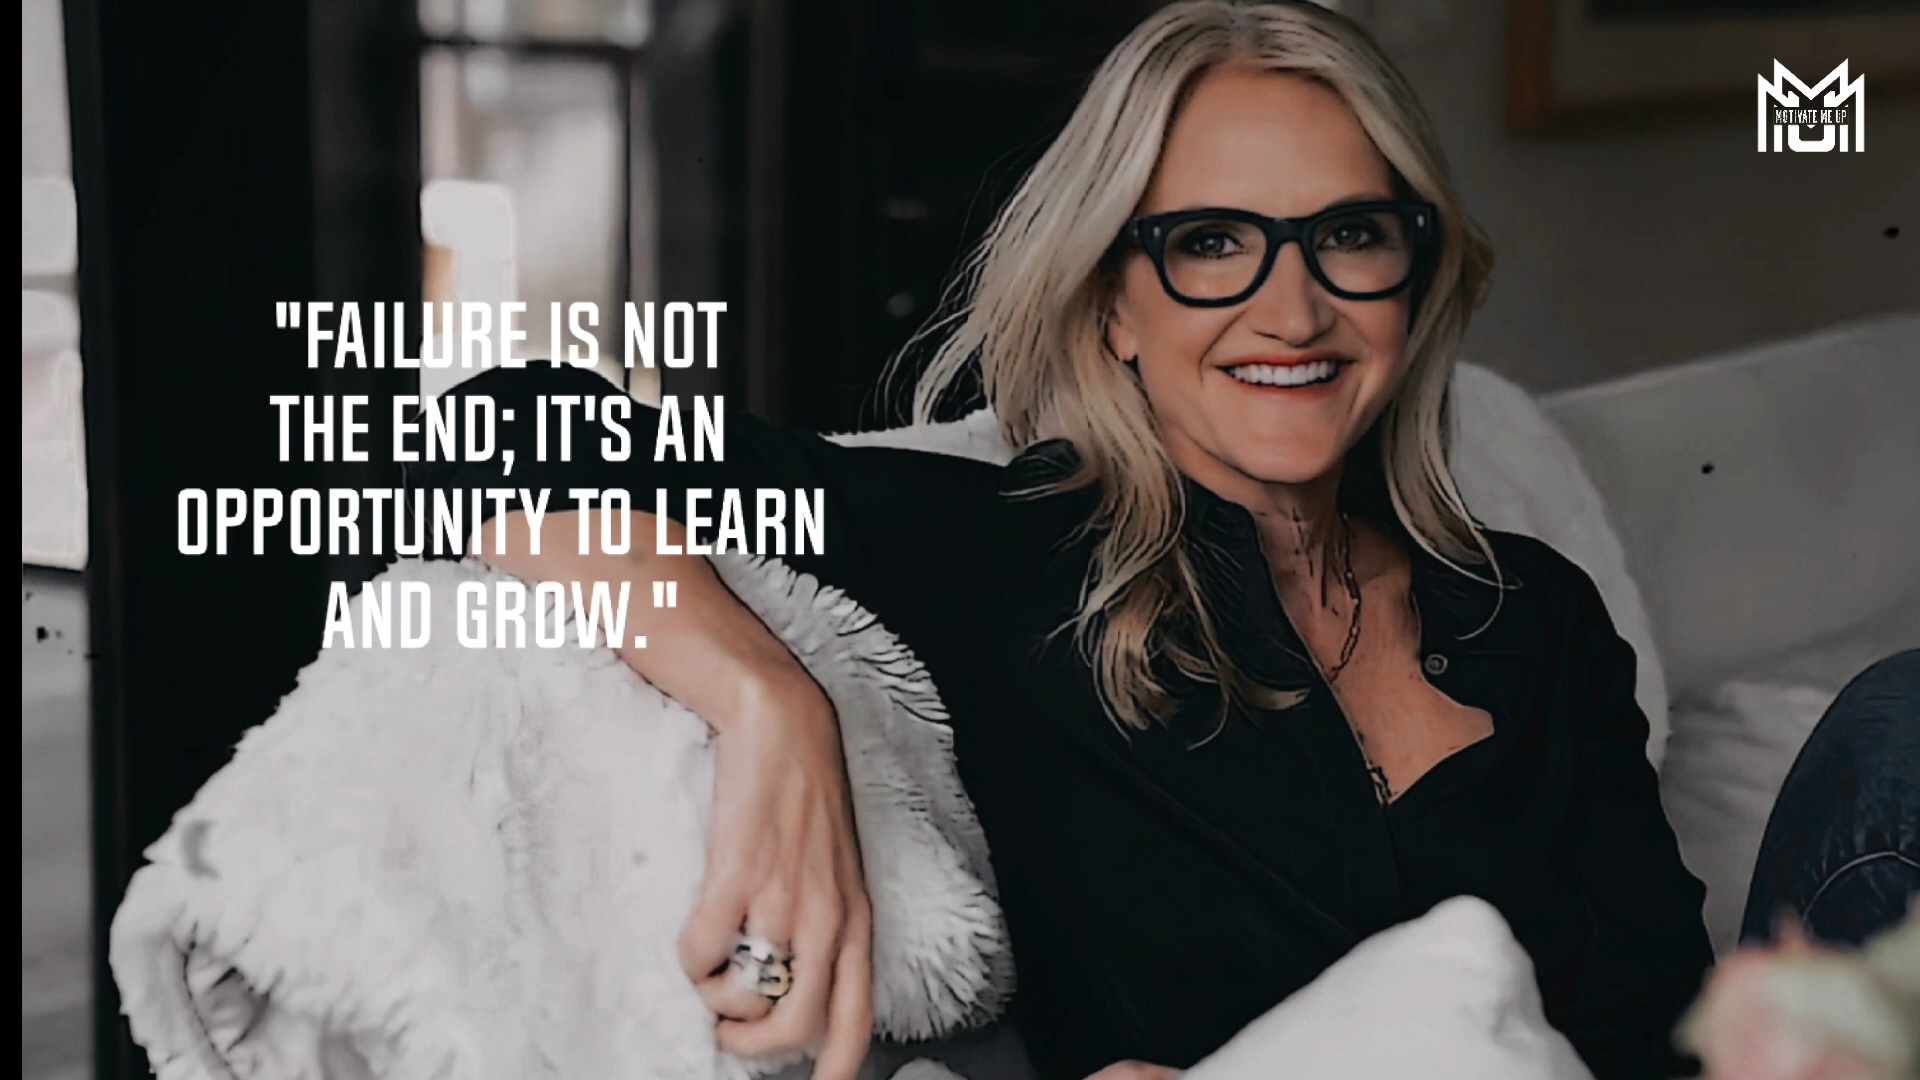 "FAILURE IS NOT
THE END; IT'S AN
OPPORTUNITY TO LEARN
AND GROW."
MOTIVATE ME UP